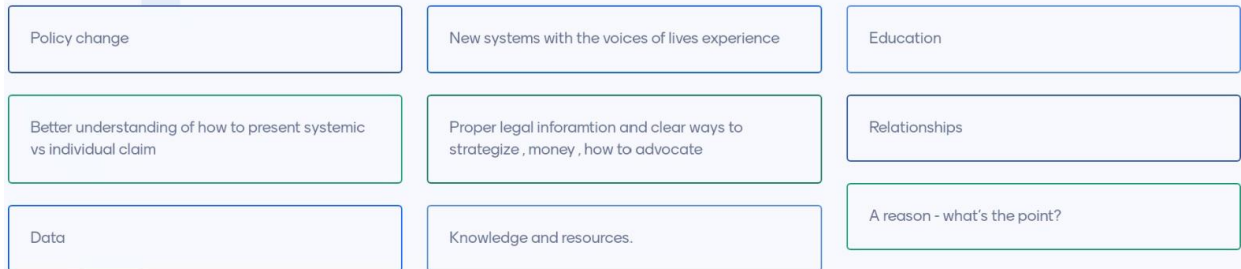 Policy change
New systems with the voices of lives experience
Education
Better understanding of how to present systemic
vs individual claim
Proper legal inforamtion and clear ways to
strategize , money , how to advocate
Relationships
Data
Knowledge and resources.
A reason - what's the point?